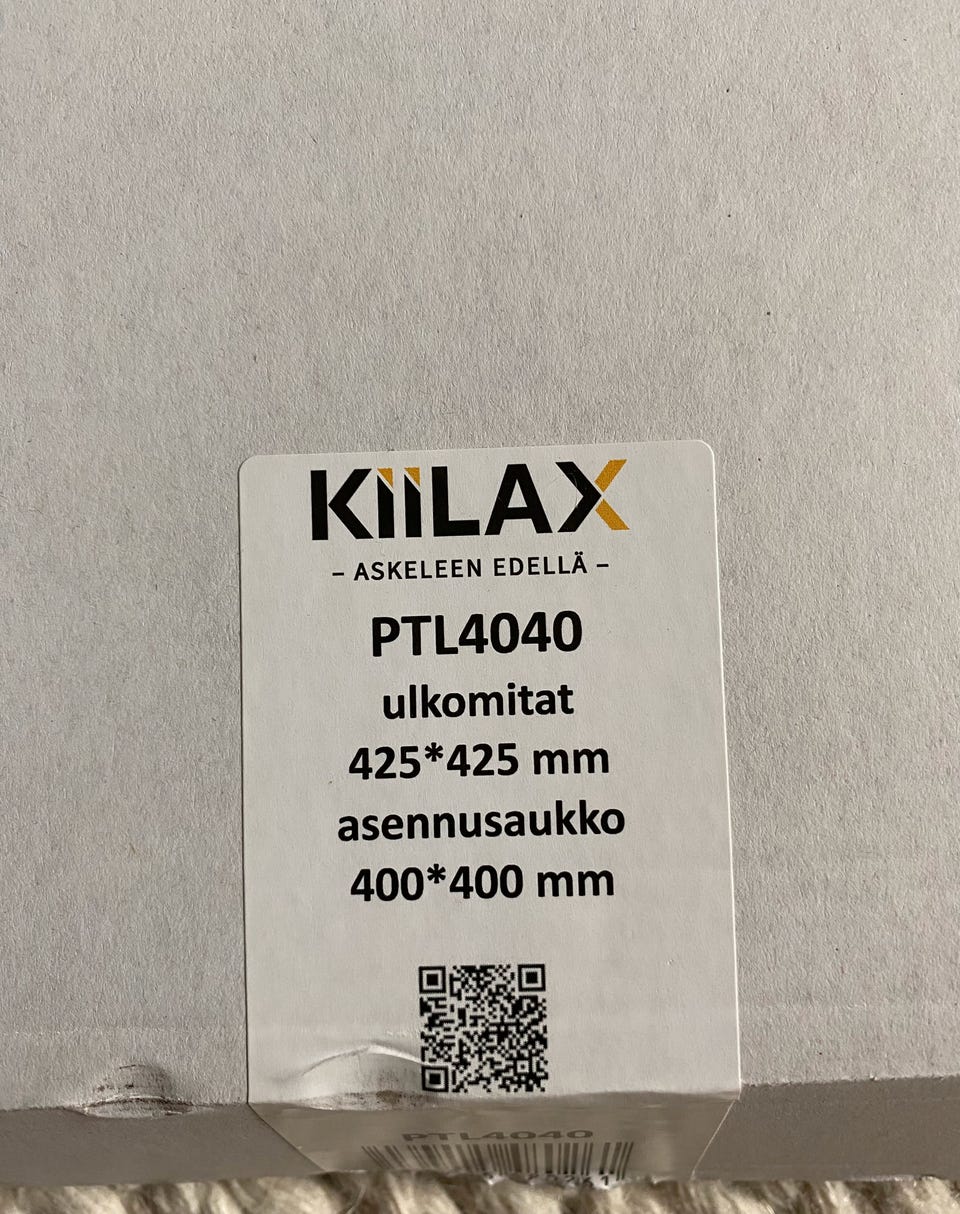 KiiLAX
– ASKELEEN EDELLÄ –
PTL4040
ulkomitat
425*425 mm
asennusaukko
400*400 mm
PTL4040